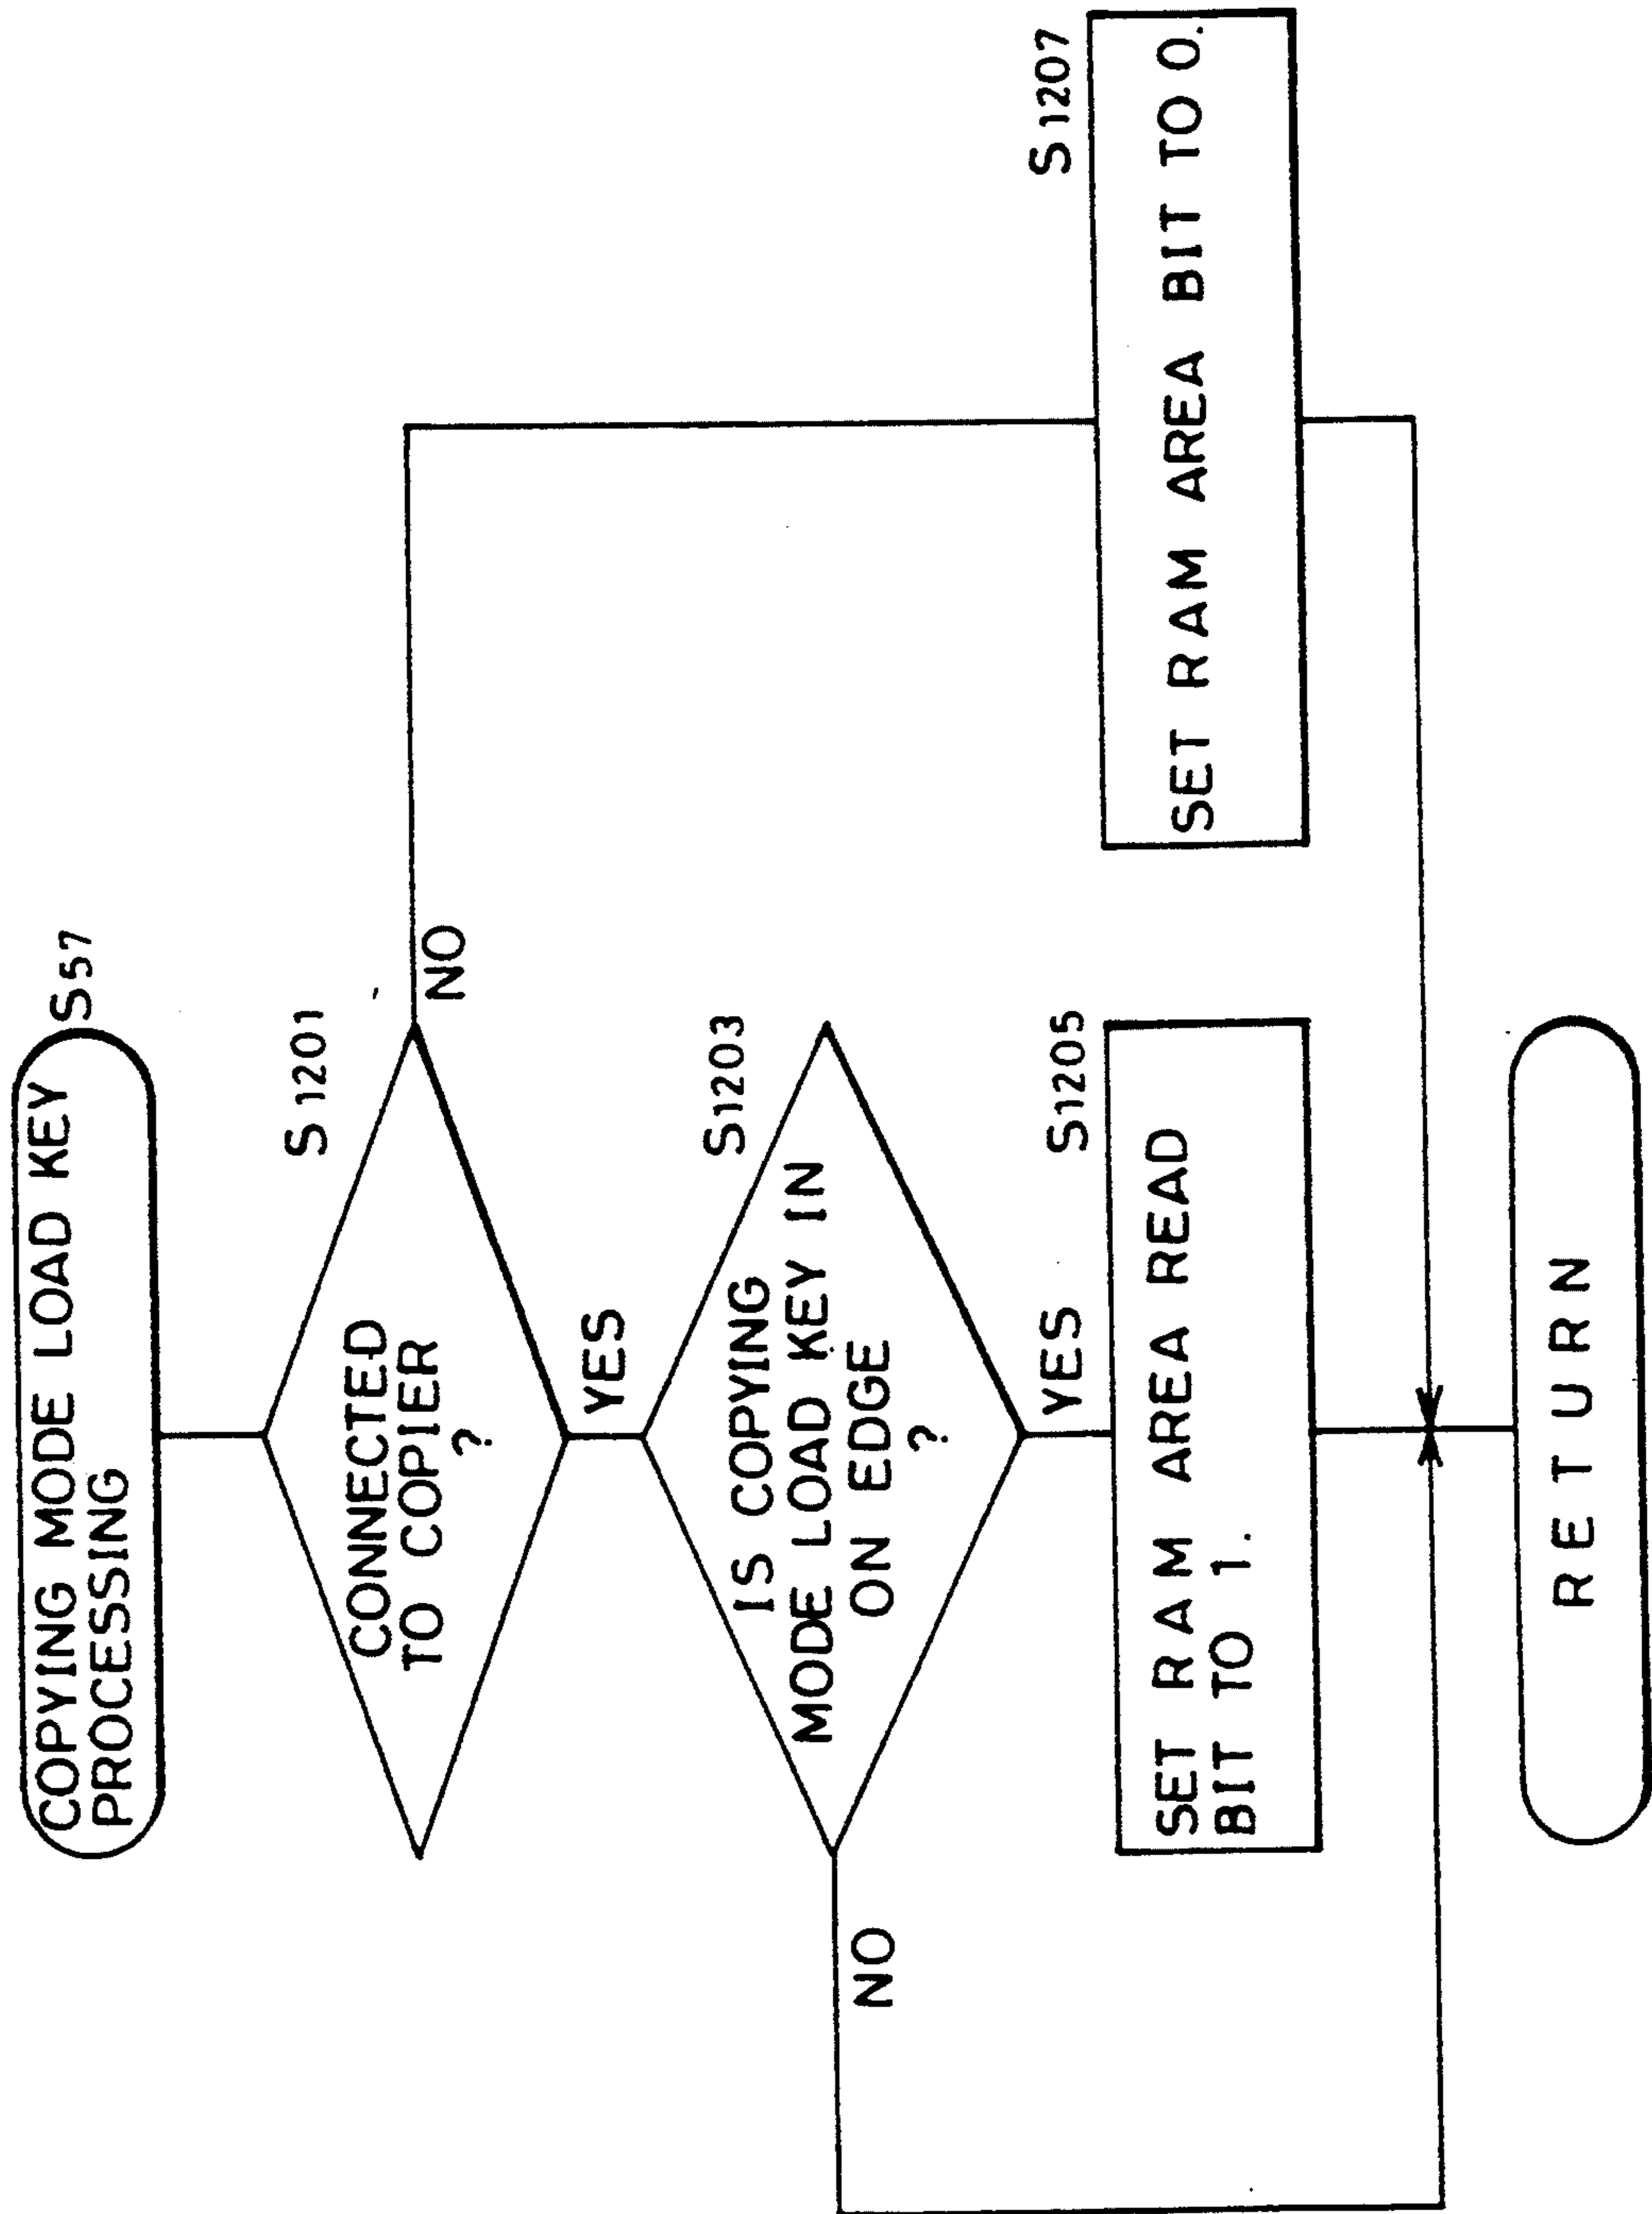 COPYING MODE LOAD KEY
PROCESSING
S57
S1201
CONNECTED
TO COPIER
?
NO
YES
S1203
IS COPYING
MODE LOAD KEY IN
ON EDGE
?
NO
YES
S1205
SET RAM AREA READ
BIT TO 1.
S1207
SET RAM AREA BIT TO 0.
RETURN